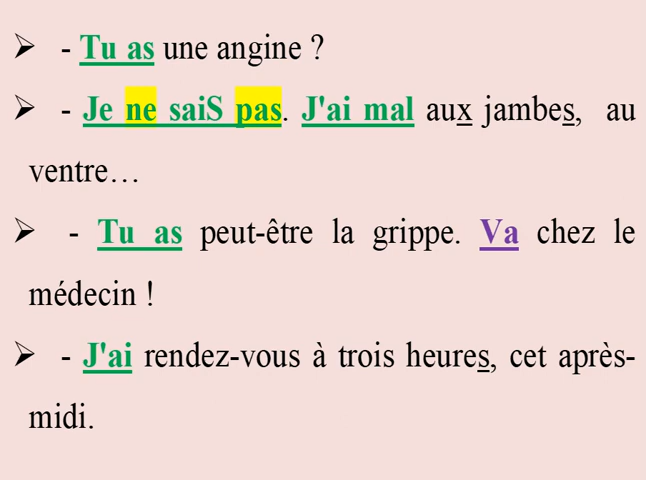 ➢ - Tu as une angine ?
➢ - Je ne saiS pas. J'ai mal aux jambes, au
ventre…
➢ - Tu as peut-être la grippe. Va chez le
médecin !
➢ - J'ai rendez-vous à trois heures, cet après-
midi.